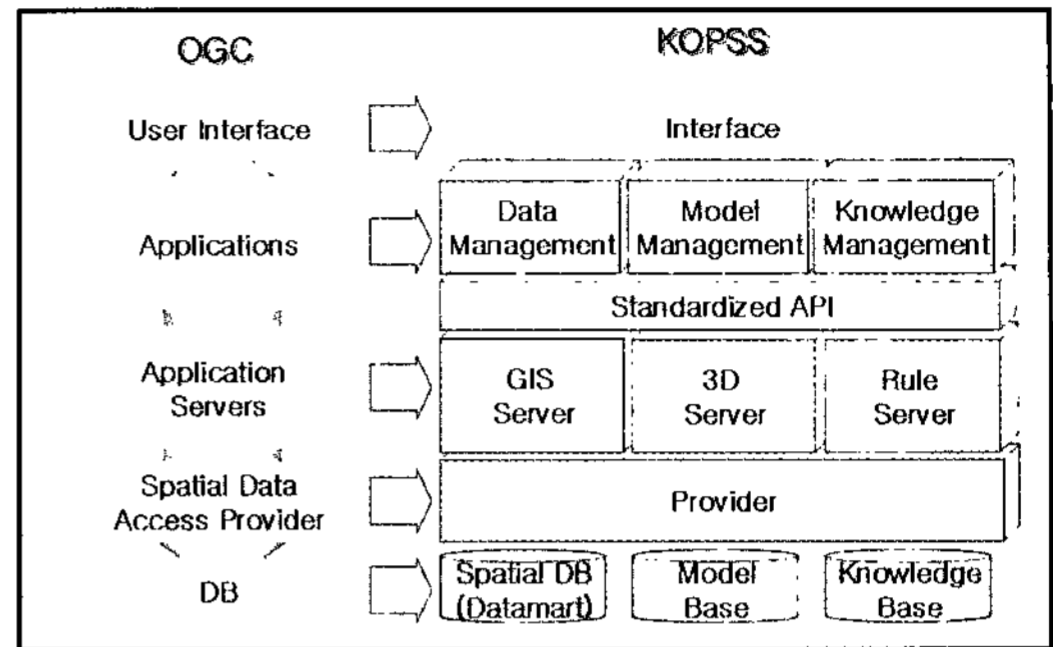 OGC
KOPSS
User Interface
Interface
Applications
Data
Management
Model
Management
Knowledge
Management
Standardized API
Application
Servers
GIS
Server
3D
Server
Rule
Server
Spatial Data
Access Provider
Provider
DB
Spatial DB
(Datamart)
Model
Base
Knowledge
Base